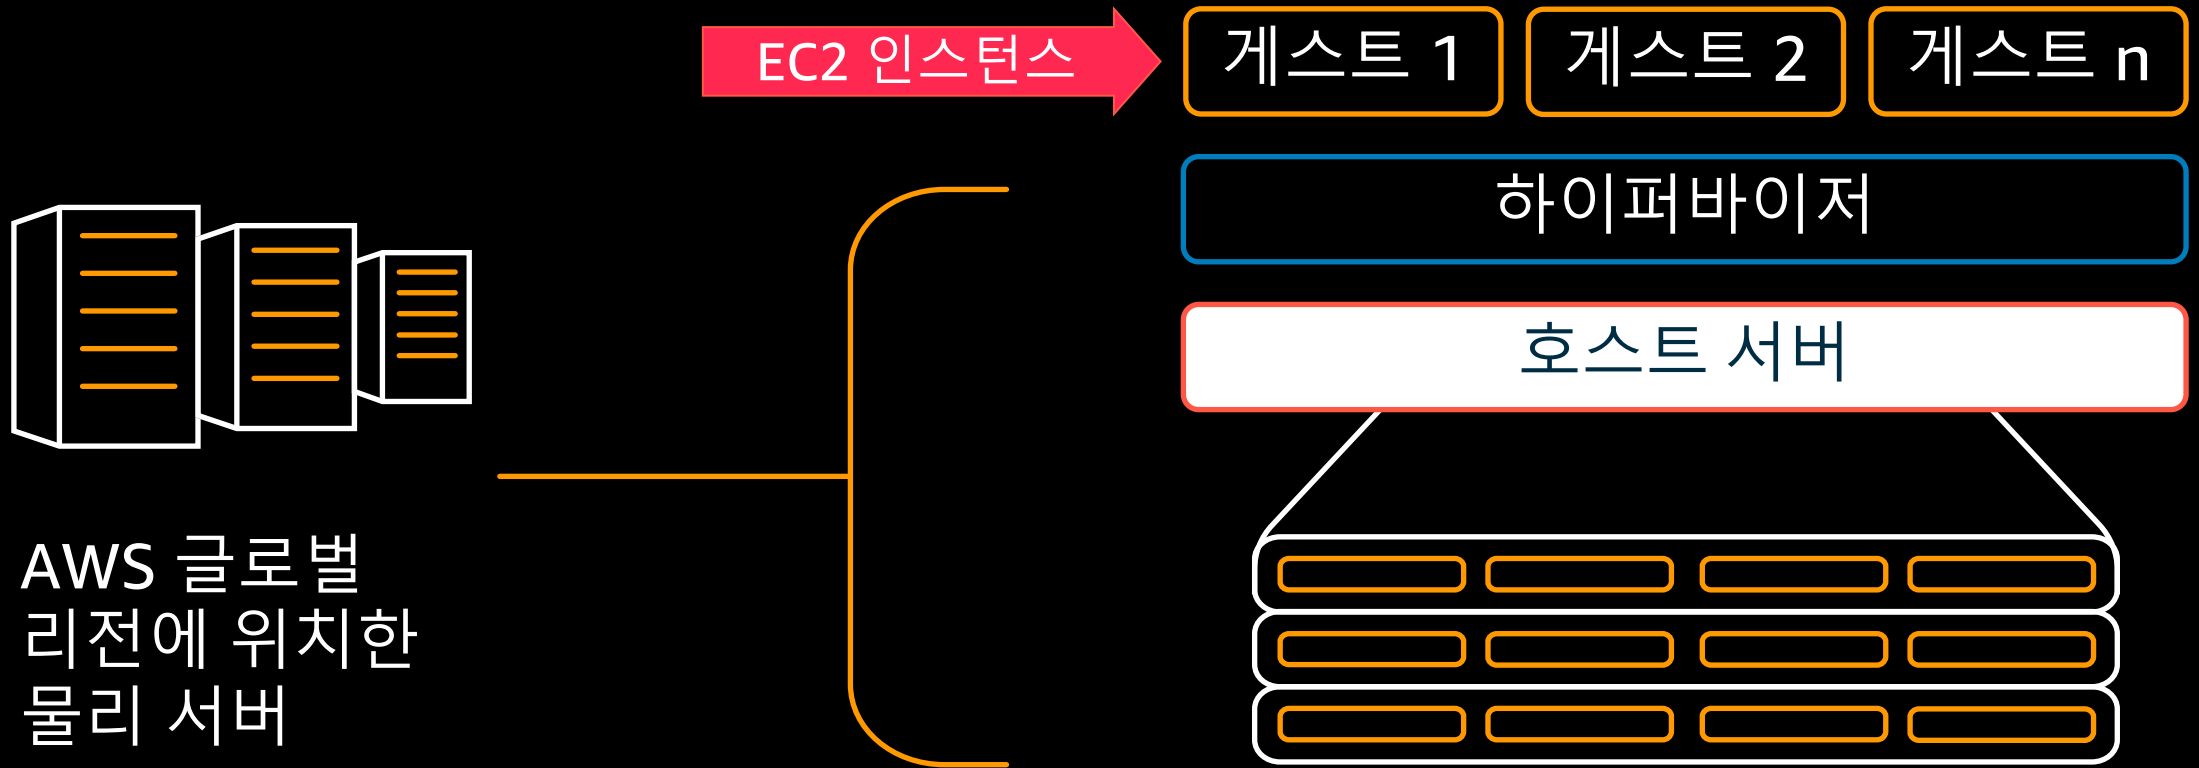 EC2 인스턴스
게스트 1
게스트 2
게스트 n
하이퍼바이저
호스트 서버
AWS 글로벌
리전에 위치한
물리 서버